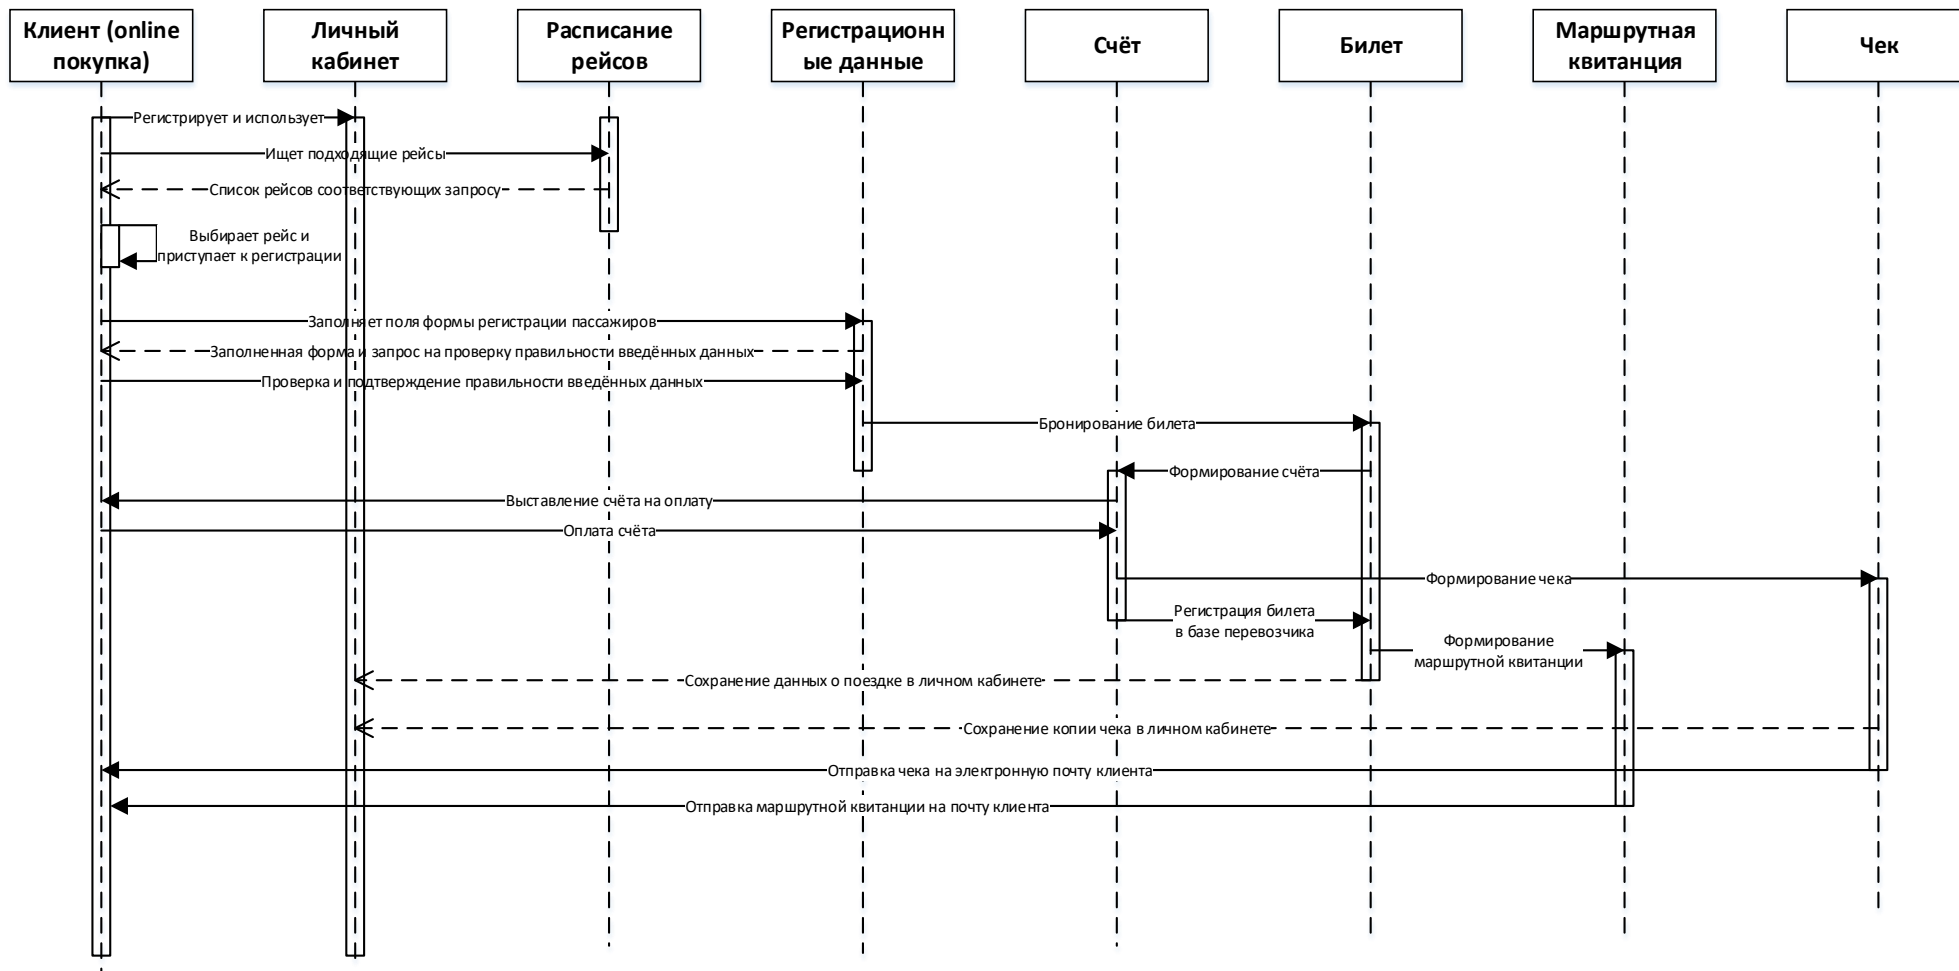 Клиент (online
покупка)
Личный
кабинет
Расписание
рейсов
Регистрационн
ые данные
Счёт
Билет
Маршрутная
квитанция
Чек
Регистрирует и использует
Ищет подходящие рейсы
Список рейсов соответствующих запросу
Выбирает рейс и
приступает к регистрации
Заполняет поля формы регистрации пассажиров
Заполненная форма и запрос на проверку правильности введённых данных
Проверка и подтверждение правильности введённых данных
Бронирование билета
Формирование счёта
Выставление счёта на оплату
Оплата счёта
Формирование чека
Регистрация билета
в базе перевозчика
Формирование
маршрутной квитанции
Сохранение данных о поездке в личном кабинете
Сохранение копии чека в личном кабинете
Отправка чека на электронную почту клиента
Отправка маршрутной квитанции на почту клиента